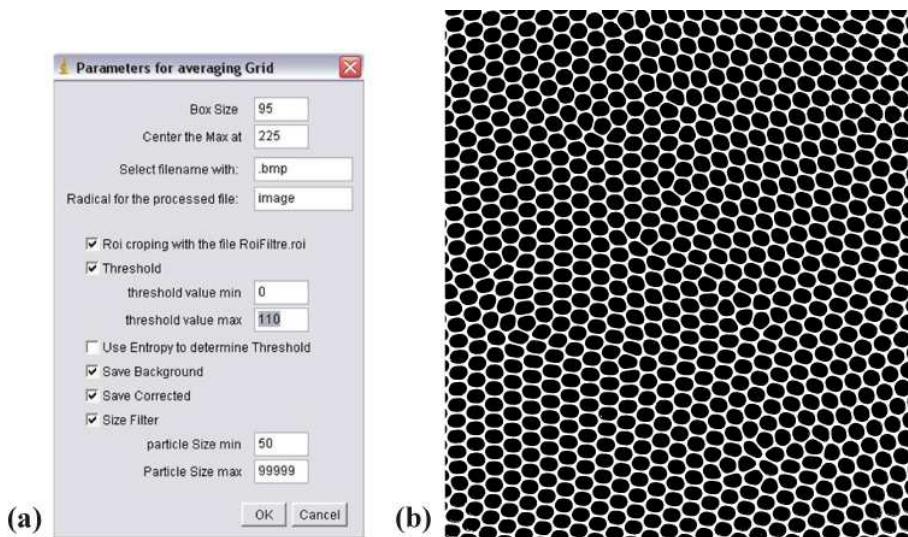 Parameters for averaging Grid
Box Size 95
Center the Max at 225
Select filename with: .bmp
Radical for the processed file: image
Roi croping with the file RoiFiltre.roi
Threshold
threshold value min 0
threshold value max 110
Use Entropy to determine Threshold
Save Background
Save Corrected
Size Filter
particle Size min 50
Particle Size max 99999
OK Cancel
(a) (b)